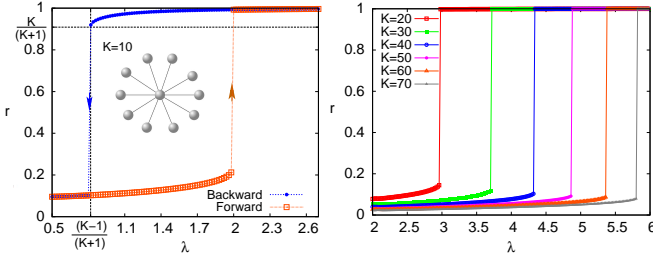 1
K
(K+1)
0.8
0.6
r
0.4
0.2
0
K=10
Backward
Forward
0.5 1.1 1.4 1.7 2 2.3 2.6
(K−1)
(K+1)
λ
1
0.8
0.6
r
0.4
0.2
0
K=20
K=30
K=40
K=50
K=60
K=70
2 2.5 3 3.5 4 4.5 5 5.5 6
λ